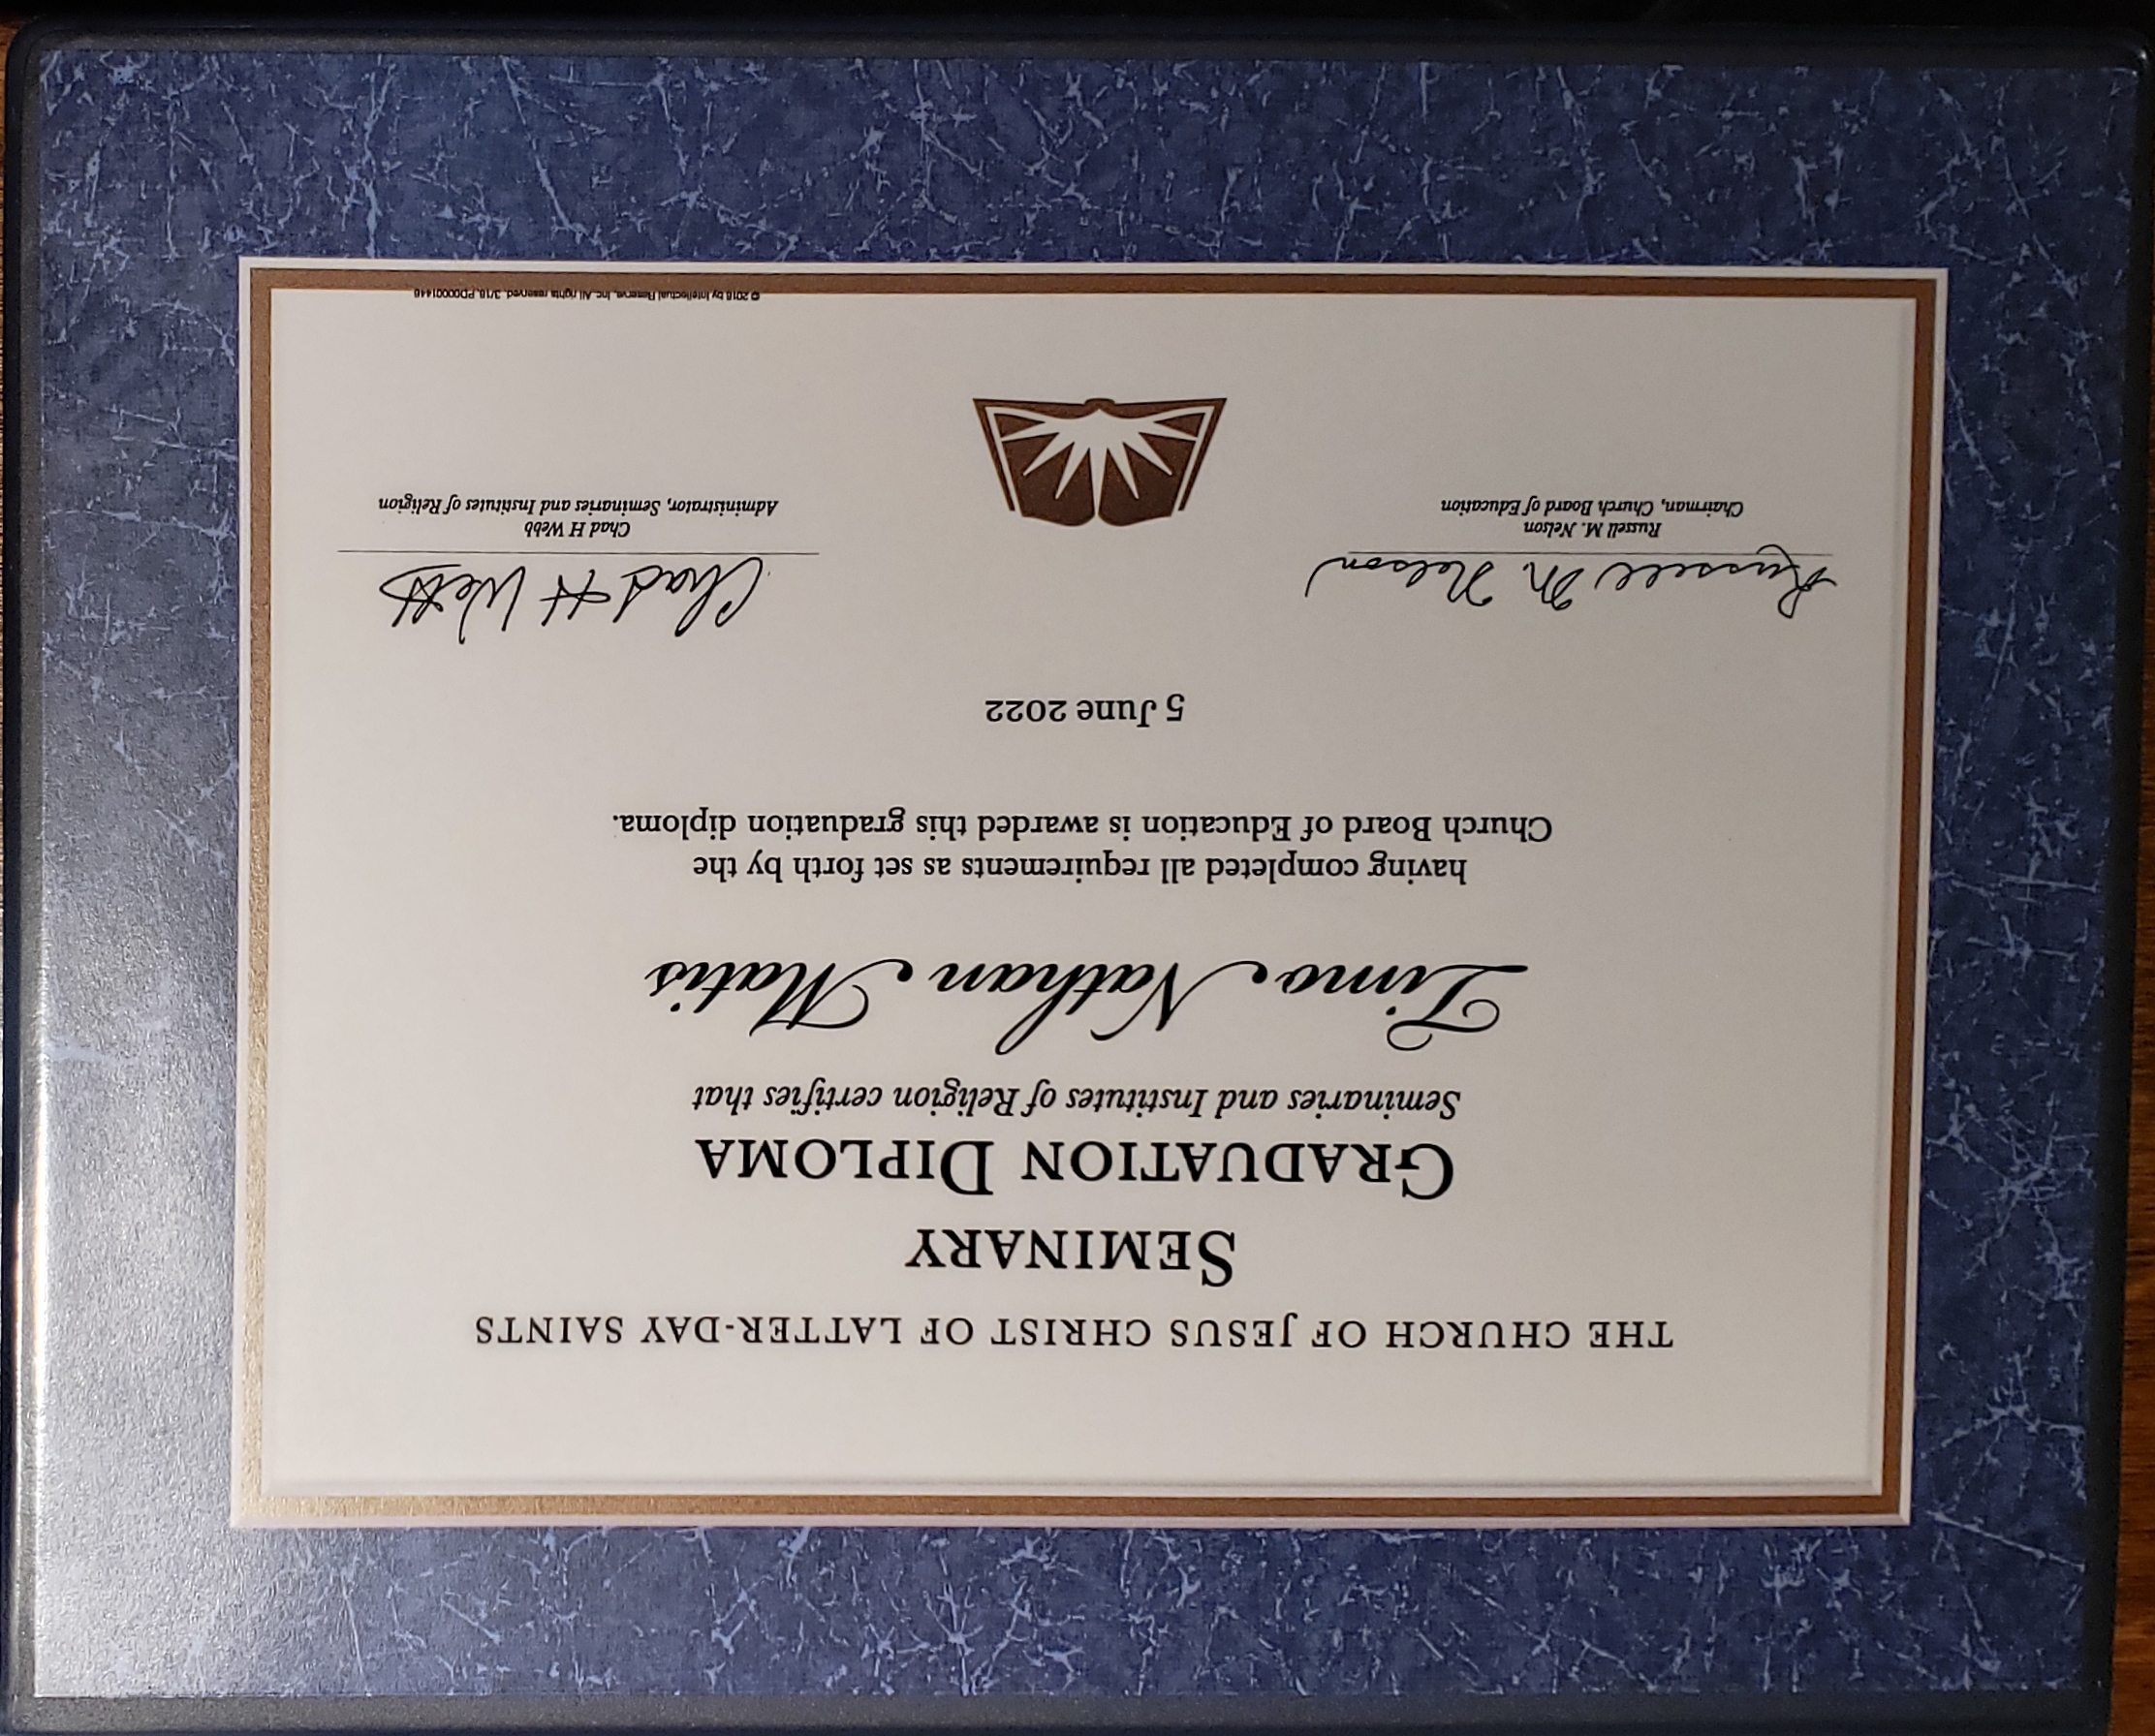 THE CHURCH OF JESUS CHRIST OF LATTER-DAY SAINTS
SEMINARY
GRADUATION DIPLOMA
Seminaries and Institutes of Religion certifies that
Timo Nathan Matis
having completed all requirements as set forth by the
Church Board of Education is awarded this graduation diploma.
5 June 2022
Russell M. Nelson
Chad H Webb
Russell M. Nelson
Chairman, Church Board of Education
Chad H Webb
Administrator, Seminaries and Institutes of Religion
© 2018 by Intellectual Reserve, Inc. All rights reserved. 3/18. PD00001446